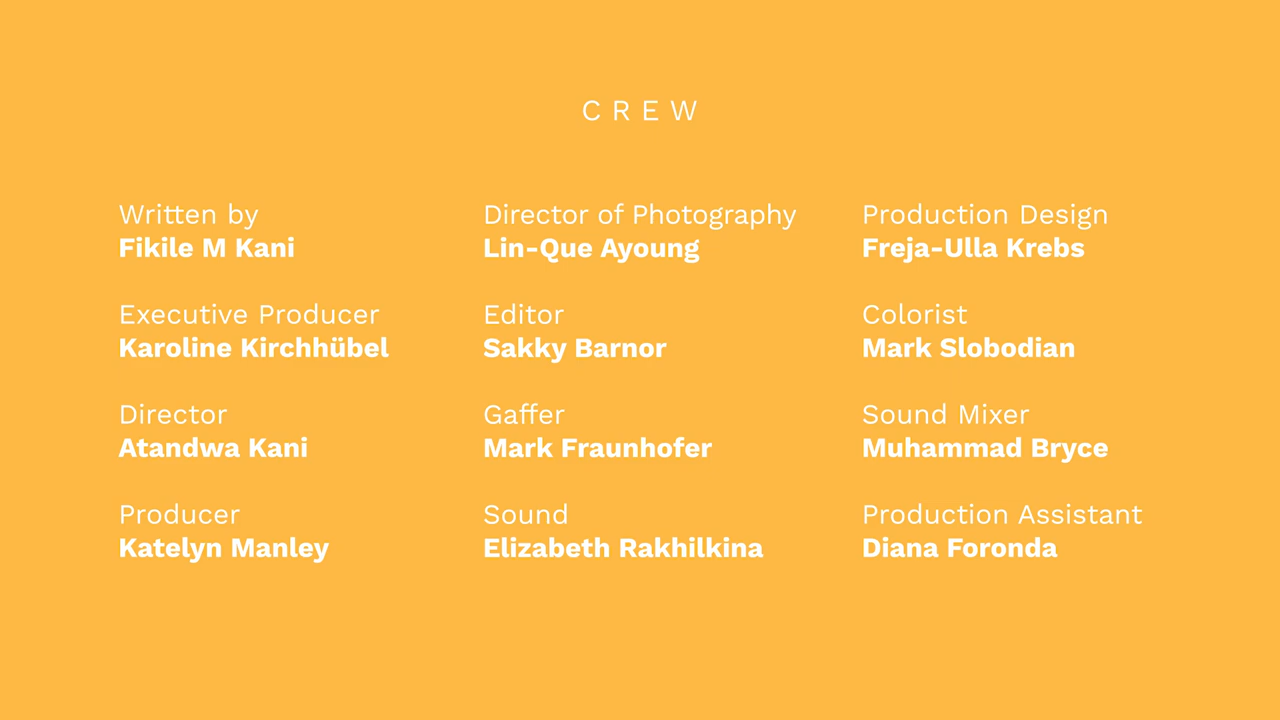 CREW
Written by
Fikile M Kani
Executive Producer
Karoline Kirchhübel
Director
Atandwa Kani
Producer
Katelyn Manley
Director of Photography
Lin-Que Ayoung
Editor
Sakky Barnor
Gaffer
Mark Fraunhofer
Sound
Elizabeth Rakhilkina
Production Design
Freja-Ulla Krebs
Colorist
Mark Slobodian
Sound Mixer
Muhammad Bryce
Production Assistant
Diana Foronda